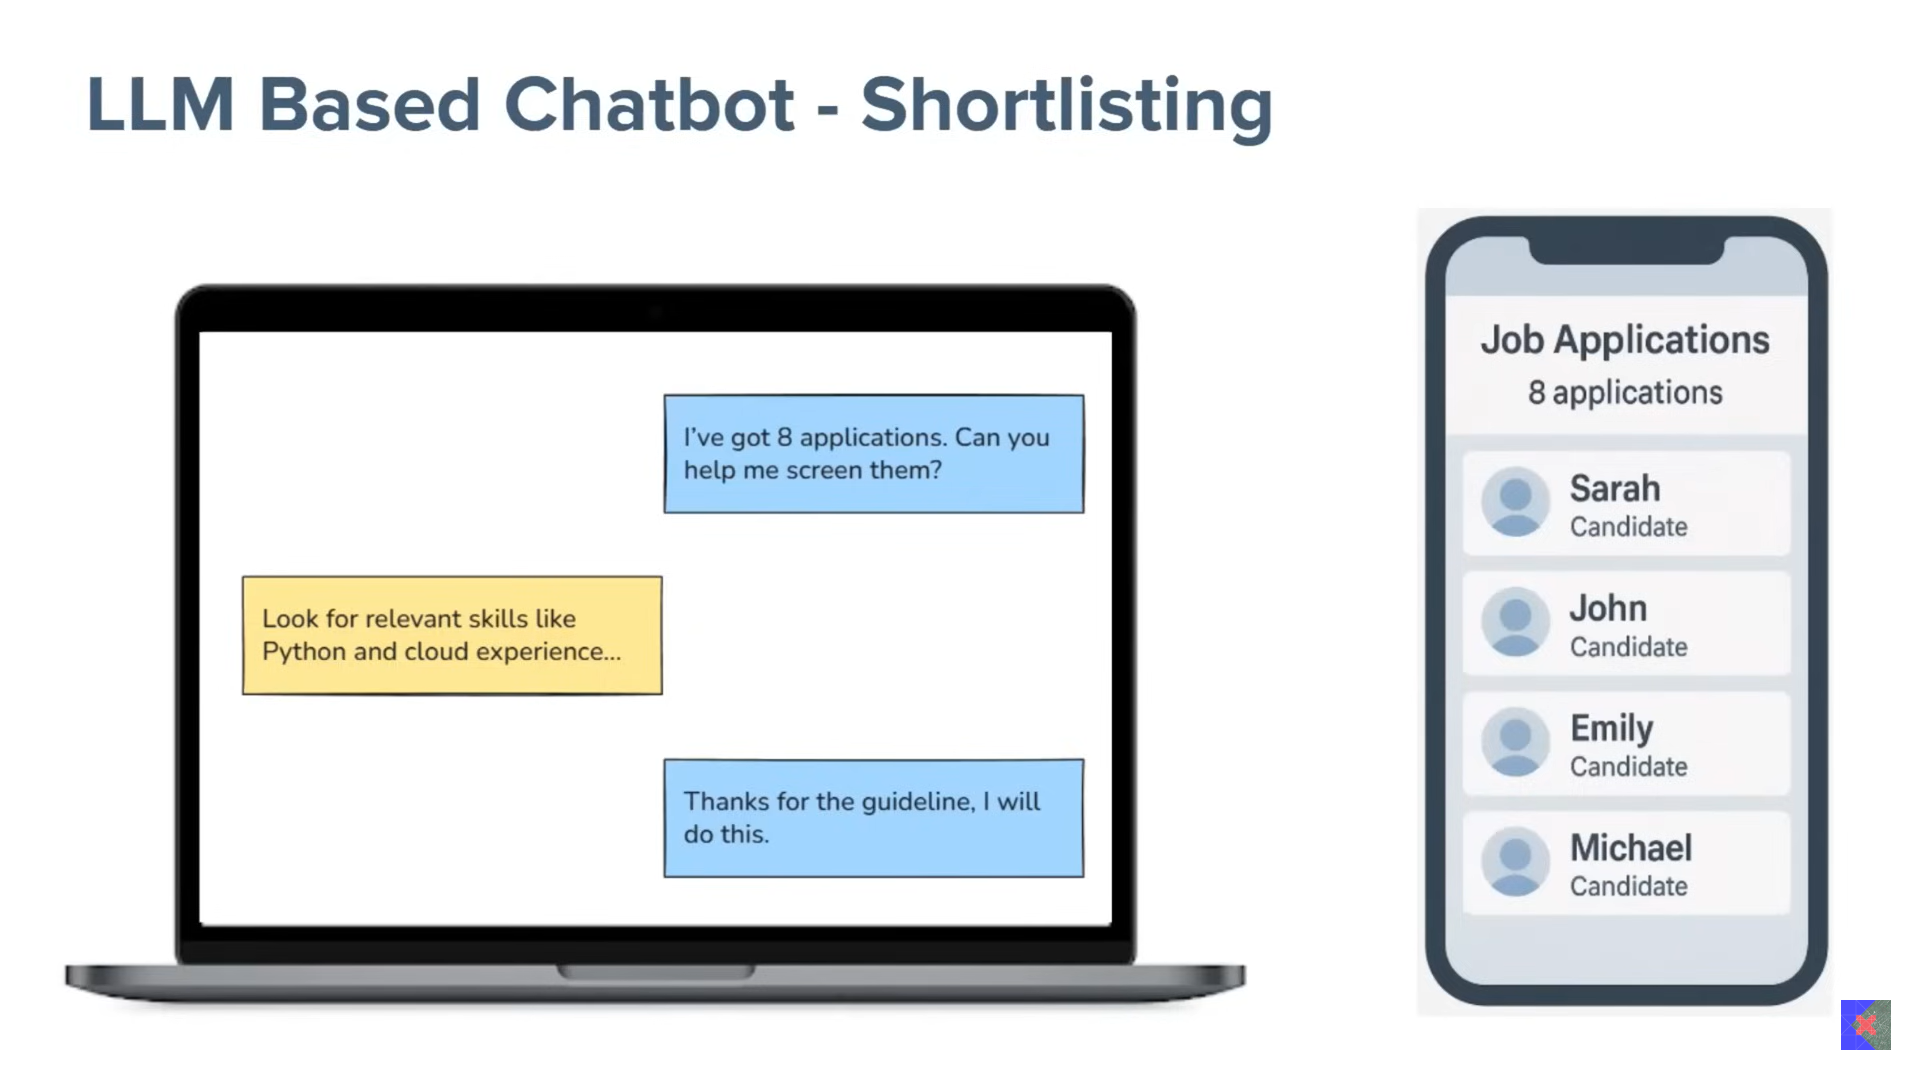 LLM Based Chatbot - Shortlisting
I've got 8 applications. Can you
help me screen them?
Look for relevant skills like
Python and cloud experience...
Thanks for the guideline, I will
do this.
Job Applications
8 applications
Sarah
Candidate
John
Candidate
Emily
Candidate
Michael
Candidate